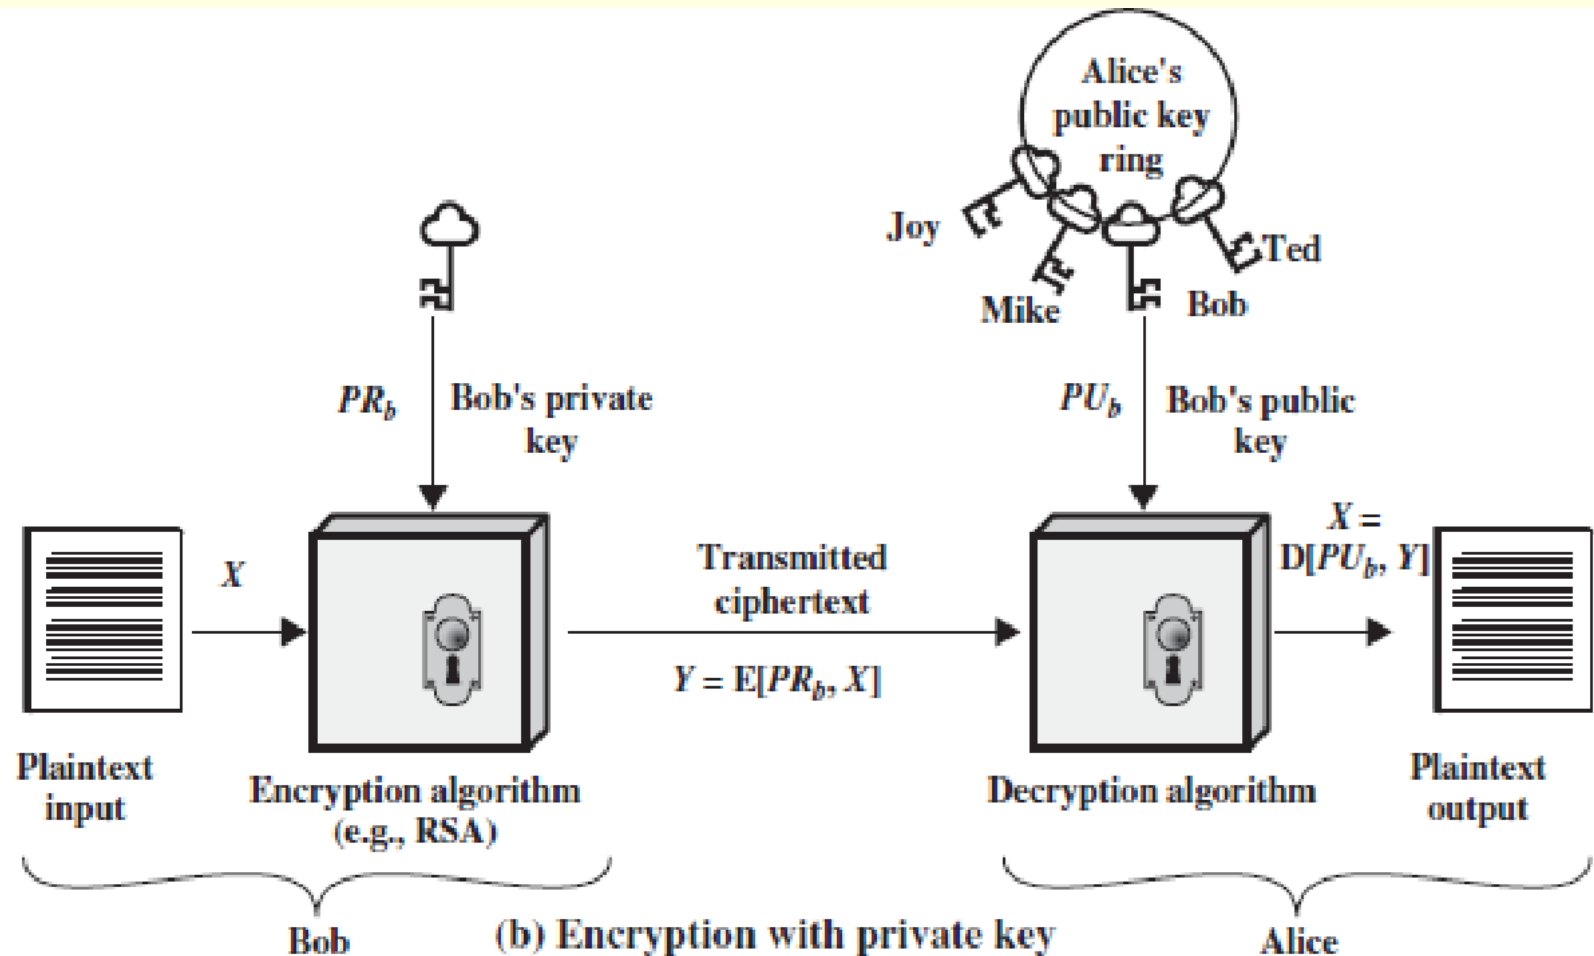 Alice's
public key
ring
Joy
Ted
Mike
Bob
PR_b
Bob's private
key
PU_b
Bob's public
key
X
Transmitted
ciphertext
Y = E[PR_b, X]
X =
D[PU_b, Y]
Plaintext
input
Encryption algorithm
(e.g., RSA)
Decryption algorithm
Plaintext
output
Bob
(b) Encryption with private key
Alice